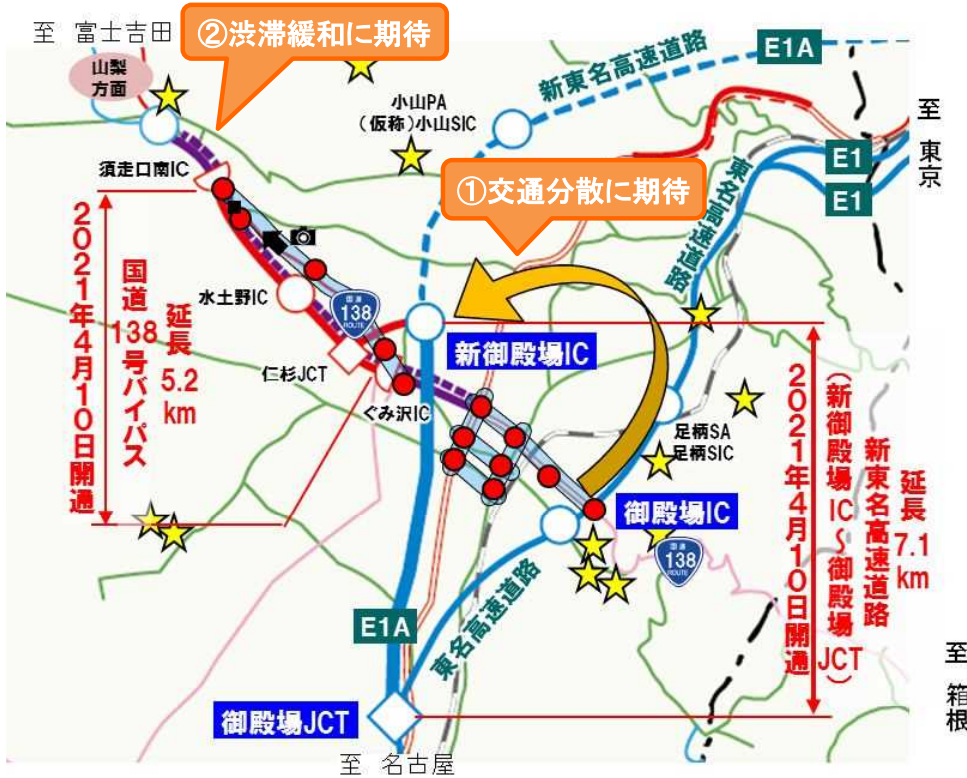 至 富士吉田
②渋滞緩和に期待
山梨
方面
E1A
新東名高速道路
小山PA
(仮称)小山SIC
至 東京
E1
E1
東名高速道路
須走口南IC
①交通分散に期待
2021年4月10日開通
国道138号バイパス
延長
5.2
km
水土野IC
国道
138
ROUTE
新御殿場IC
仁杉JCT
ぐみ沢IC
足柄SA
足柄SIC
御殿場IC
国道
138
ROUTE
延長
7.1
km
新東名高速道路
(新御殿場IC~御殿場JCT)
2021年4月10日開通
E1A
東名高速道路
御殿場JCT
至 箱根
至 名古屋